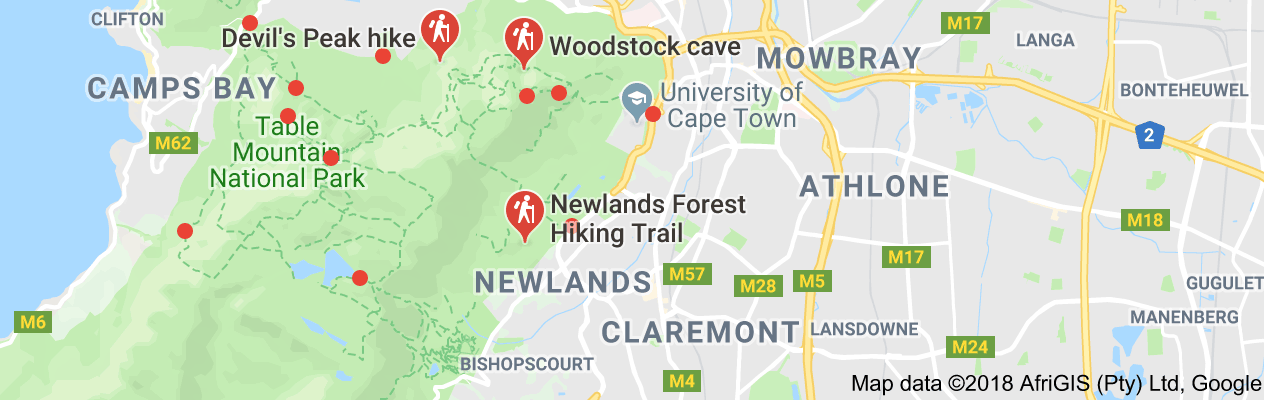 CLIFTON
M17
Devil's Peak hike
Woodstock cave
LANGA
MOWBRAY
CAMPS BAY
University of
Cape Town
BONTEHEUWEL
Table
Mountain
National Park
M62
2
ATHLONE
Newlands Forest
Hiking Trail
M18
M17
NEWLANDS
M57
M28
M5
GUGULET
M6
CLAREMONT
LANSDOWNE
MANENBERG
M24
BISHOPSCOURT
M4
Map data ©2018 AfriGIS (Pty) Ltd, Google